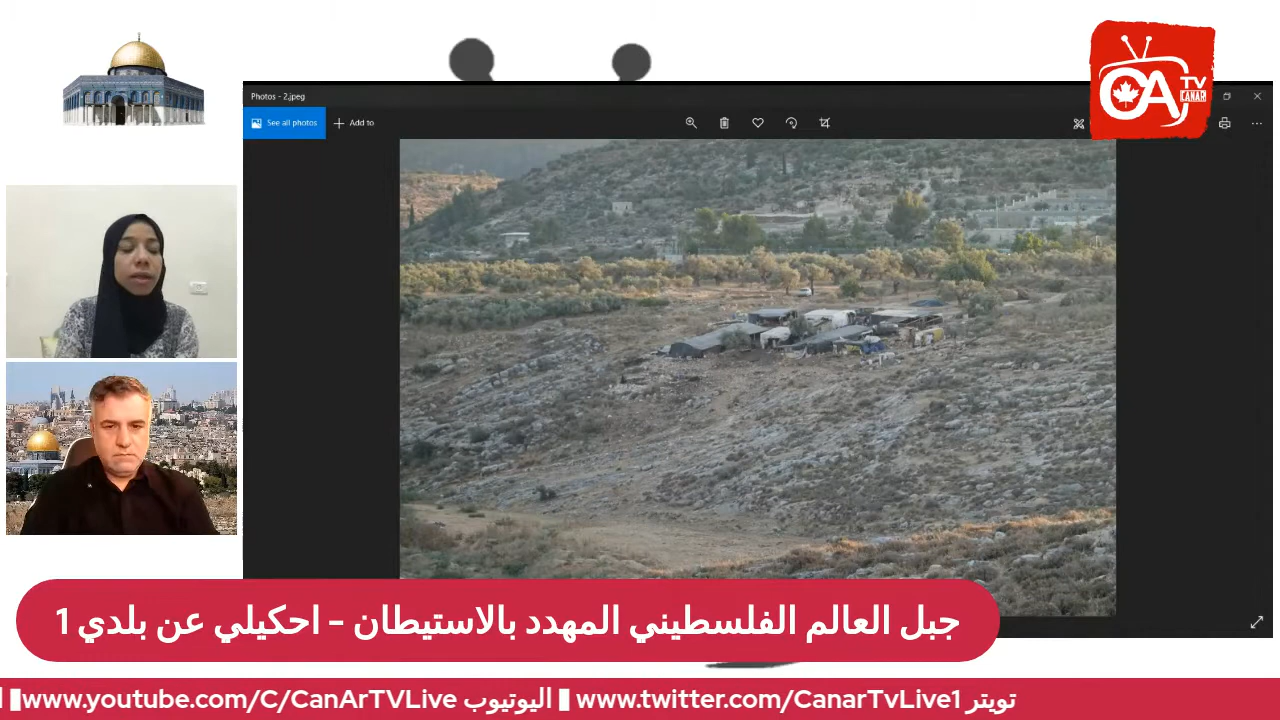 CA TV
CANAR
Photos - 2.jpeg
See all photos
Add to
جبل العالم الفلسطيني المهدد بالاستيطان - احكيلي عن بلدي 1
www.youtube.com/C/CanArTVLive اليوتيوب www.twitter.com/CanarTvLive1 تويتر